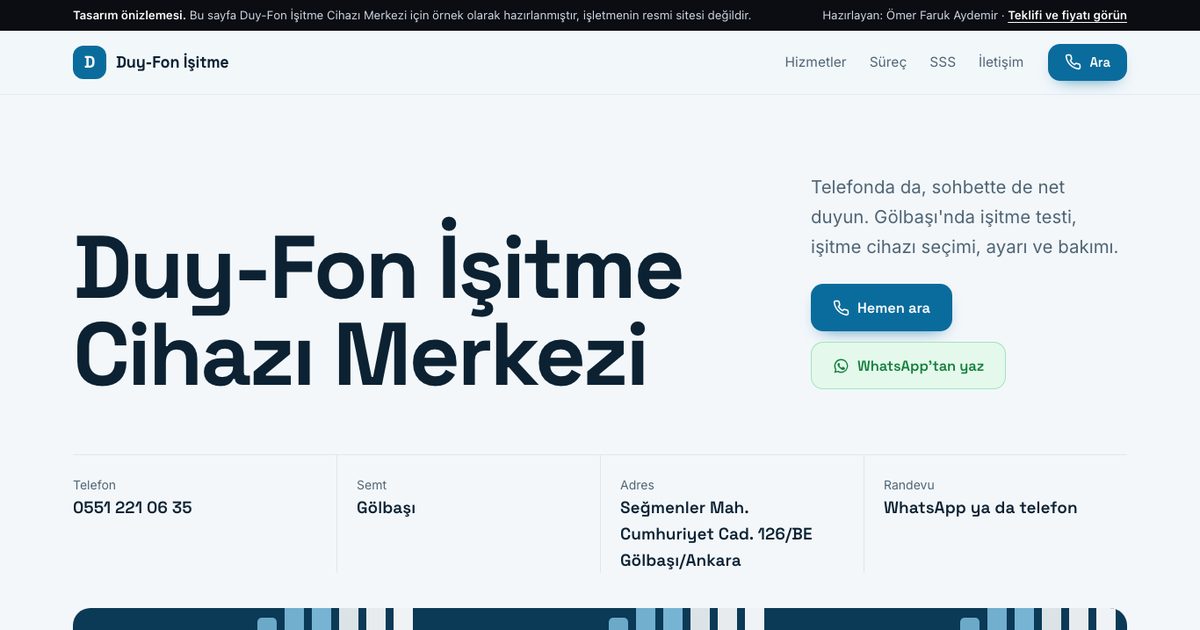 Tasarım önizlemesi. Bu sayfa Duy-Fon İşitme Cihazı Merkezi için örnek olarak hazırlanmıştır, işletmenin resmi sitesi değildir.
Hazırlayan: Ömer Faruk Aydemir · Teklifi ve fiyatı görün
D Duy-Fon İşitme
Hizmetler Süreç SSS İletişim Ara
Duy-Fon İşitme
Cihazı Merkezi
Telefonda da, sohbette de net
duyun. Gölbaşı'nda işitme testi,
işitme cihazı seçimi, ayarı ve bakımı.
Hemen ara
WhatsApp’tan yaz
Telefon
0551 221 06 35
Semt
Gölbaşı
Adres
Seğmenler Mah.
Cumhuriyet Cad. 126/BE
Gölbaşı/Ankara
Randevu
WhatsApp ya da telefon